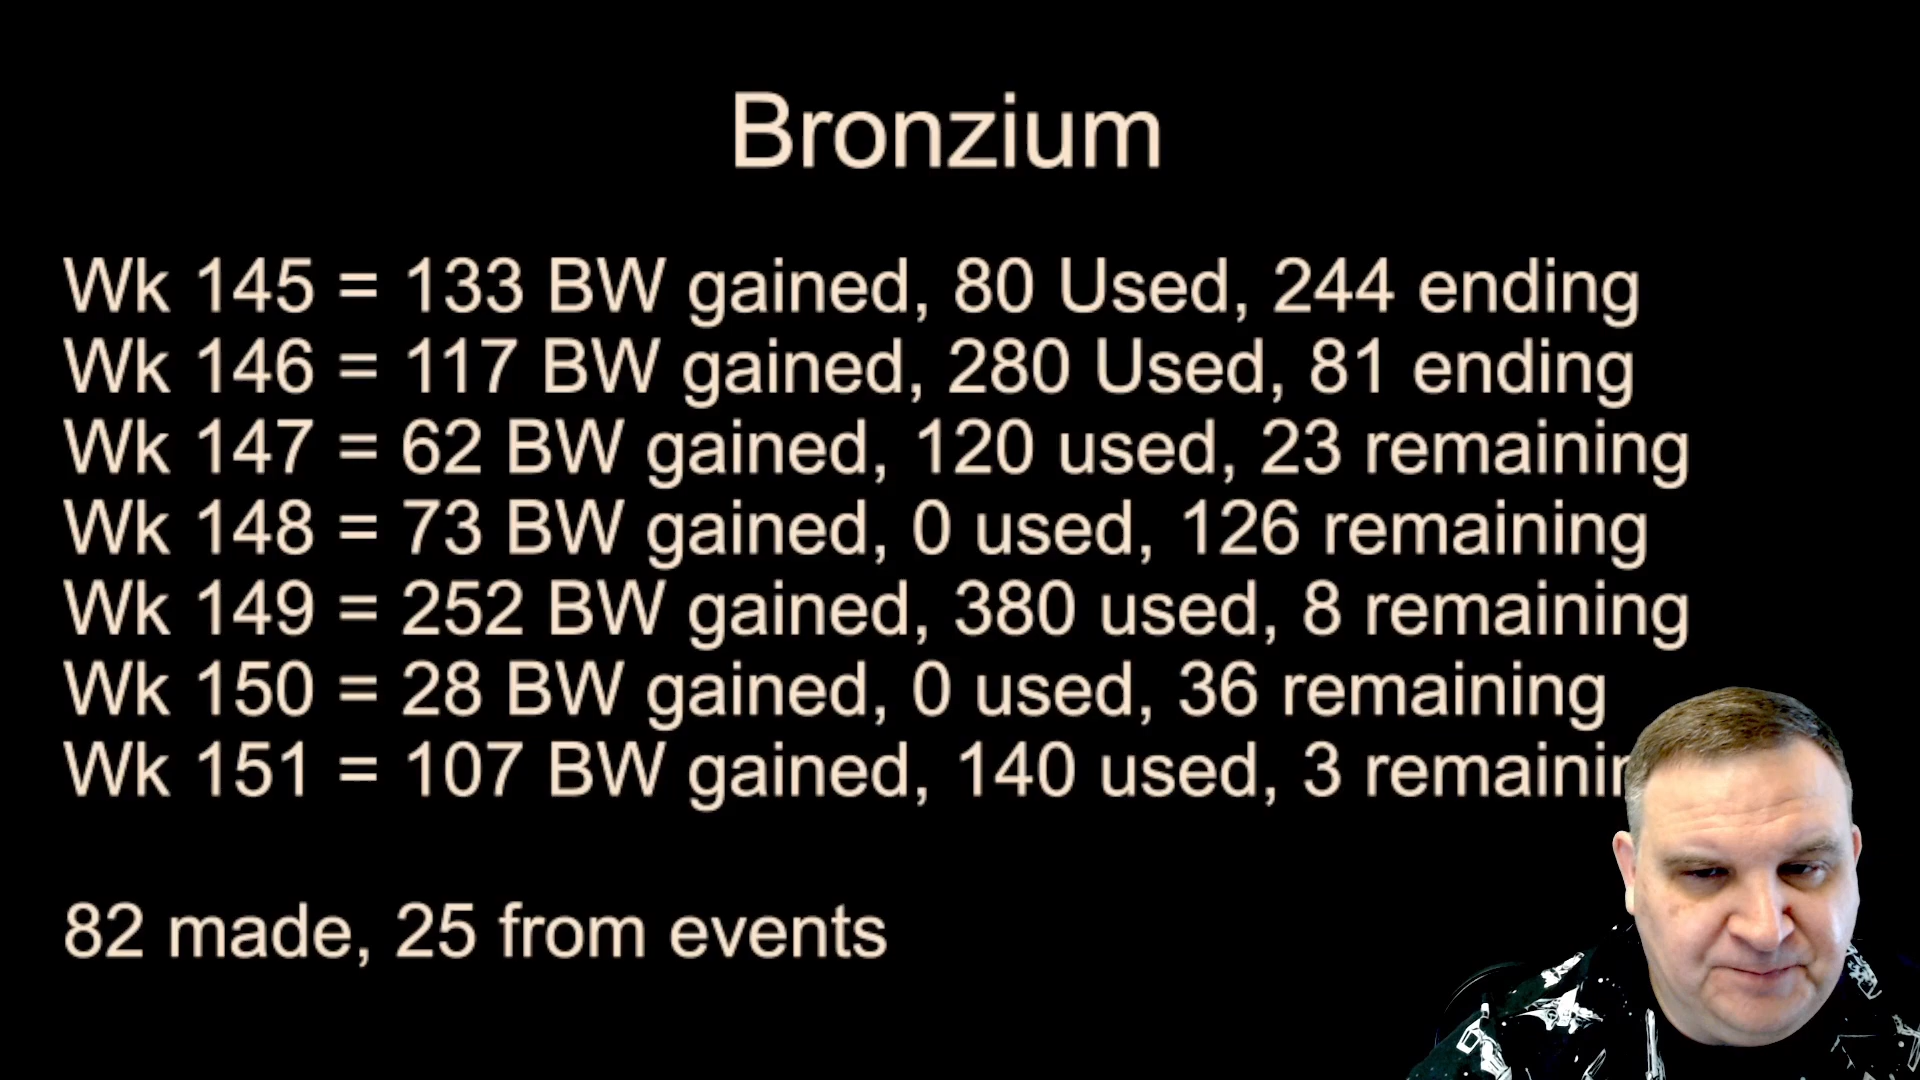 Bronzium
Wk 145 = 133 BW gained, 80 Used, 244 ending
Wk 146 = 117 BW gained, 280 Used, 81 ending
Wk 147 = 62 BW gained, 120 used, 23 remaining
Wk 148 = 73 BW gained, 0 used, 126 remaining
Wk 149 = 252 BW gained, 380 used, 8 remaining
Wk 150 = 28 BW gained, 0 used, 36 remaining
Wk 151 = 107 BW gained, 140 used, 3 remainin
82 made, 25 from events